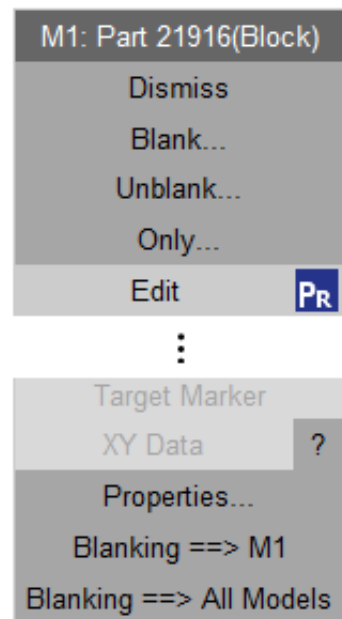 M1: Part 21916(Block)
Dismiss
Blank...
Unblank...
Only...
Edit PR
Target Marker
XY Data ?
Properties...
Blanking ==> M1
Blanking ==> All Models